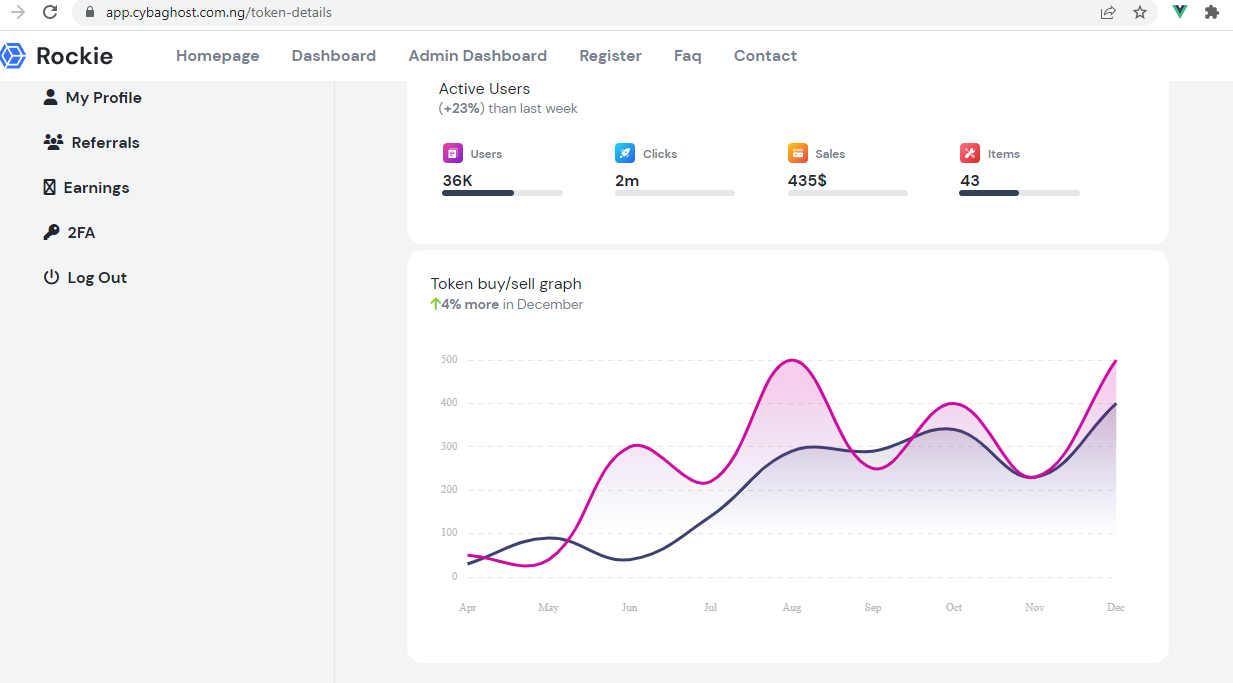 app.cybaghost.com.ng/token-details
Rockie Homepage Dashboard Admin Dashboard Register Faq Contact
My Profile
Referrals
Earnings
2FA
Log Out
Active Users
(+23%) than last week
Users Clicks Sales Items
36K 2m 435$ 43
Token buy/sell graph
4% more in December
500
400
300
200
100
0
Apr May Jun Jul Aug Sep Oct Nov Dec